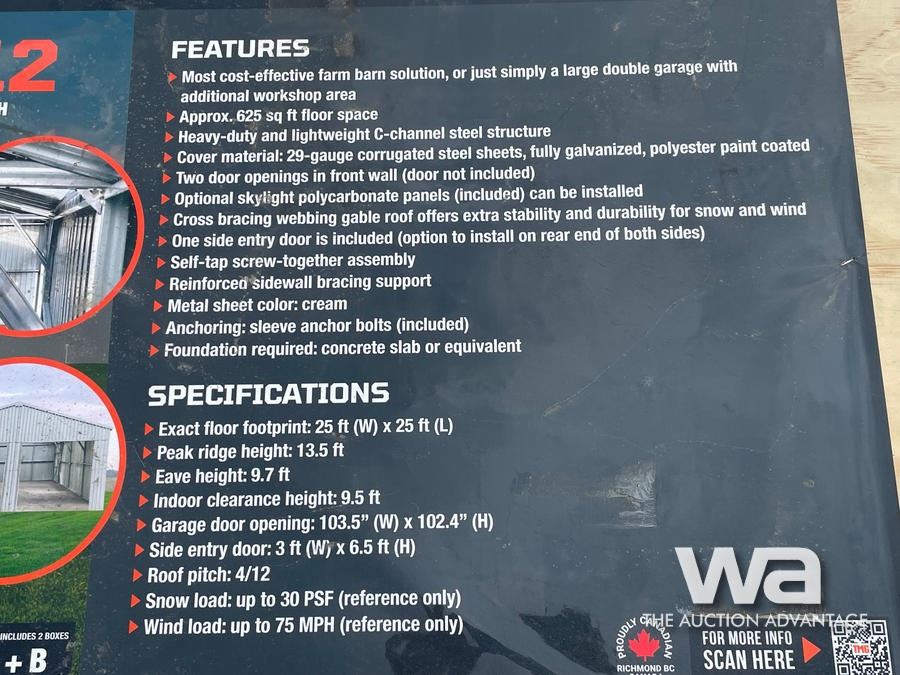 12
H
FEATURES
Most cost-effective farm barn solution, or just simply a large double garage with
additional workshop area
Approx. 625 sq ft floor space
Heavy-duty and lightweight C-channel steel structure
Cover material: 29-gauge corrugated steel sheets, fully galvanized, polyester paint coated
Two door openings in front wall (door not included)
Optional skylight polycarbonate panels (included) can be installed
Cross bracing webbing gable roof offers extra stability and durability for snow and wind
One side entry door is included (option to install on rear end of both sides)
Self-tap screw-together assembly
Reinforced sidewall bracing support
Metal sheet color: cream
Anchoring: sleeve anchor bolts (included)
Foundation required: concrete slab or equivalent
SPECIFICATIONS
Exact floor footprint: 25 ft (W) x 25 ft (L)
Peak ridge height: 13.5 ft
Eave height: 9.7 ft
Indoor clearance height: 9.5 ft
Garage door opening: 103.5” (W) x 102.4” (H)
Side entry door: 3 ft (W) x 6.5 ft (H)
Roof pitch: 4/12
Snow load: up to 30 PSF (reference only)
Wind load: up to 75 MPH (reference only)
INCLUDES 2 BOXES
+ B
wa
THE AUCTION ADVANTAGE
PROUDLY CANADIAN
RICHMOND BC
CANADA
FOR MORE INFO
SCAN HERE
TMG